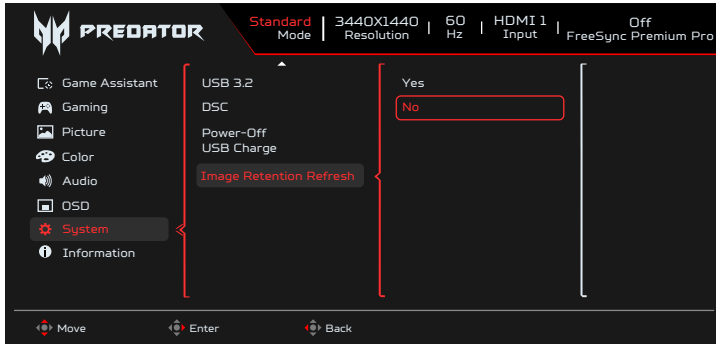 PREDATOR
Standard Mode
3440X1440 Resolution
60 Hz
HDMI 1 Input
Off FreeSync Premium Pro
Game Assistant
Gaming
Picture
Color
Audio
OSD
System
Information
USB 3.2
DSC
Power-Off
USB Charge
Image Retention Refresh
Yes
No
Move
Enter
Back